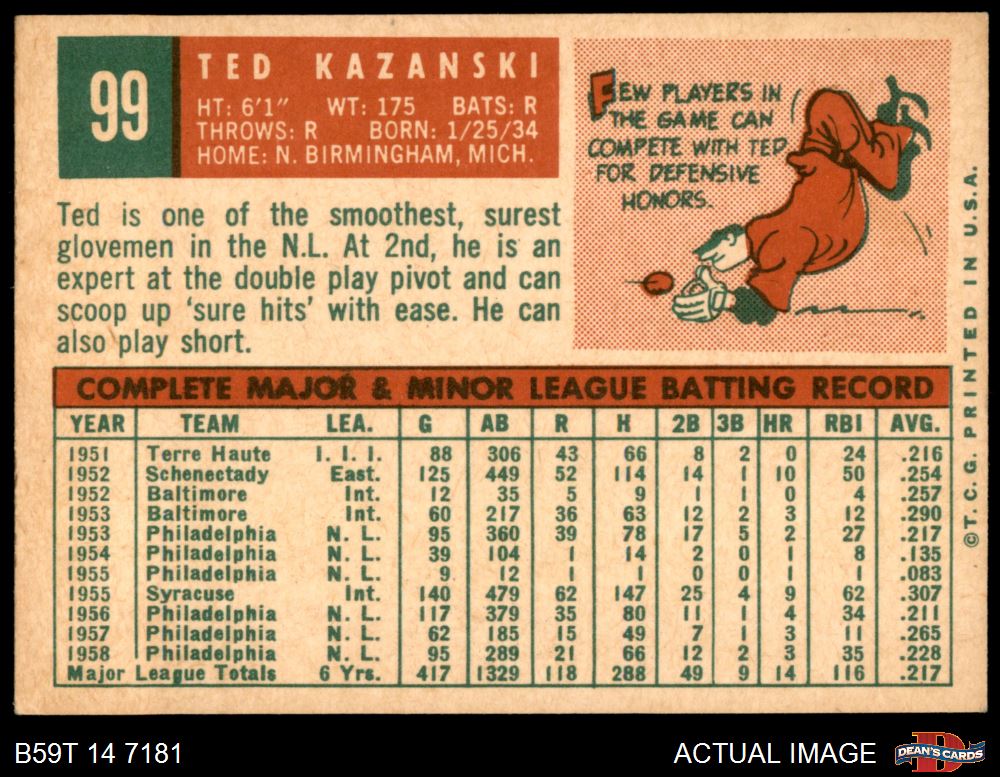 99
TED KAZANSKI
HT: 6'1" WT: 175 BATS: R
THROWS: R BORN: 1/25/34
HOME: N. BIRMINGHAM, MICH.
FEW PLAYERS IN
THE GAME CAN
COMPETE WITH TED
FOR DEFENSIVE
HONORS.
Ted is one of the smoothest, surest
glovemen in the N.L. At 2nd, he is an
expert at the double play pivot and can
scoop up 'sure hits' with ease. He can
also play short.
COMPLETE MAJOR & MINOR LEAGUE BATTING RECORD
YEAR TEAM LEA. G AB R H 2B 3B HR RBI AVG.
1951 Terre Haute I. I. I. 88 306 43 66 8 2 0 24 .216
1952 Schenectady East. 125 449 52 114 14 1 10 50 .254
1952 Baltimore Int. 12 35 5 9 1 1 0 4 .257
1953 Baltimore Int. 60 217 36 63 12 2 3 12 .290
1953 Philadelphia N. L. 95 360 39 78 17 5 2 27 .217
1954 Philadelphia N. L. 39 104 1 14 2 0 1 8 .135
1955 Philadelphia N. L. 9 12 1 1 0 0 1 1 .083
1955 Syracuse Int. 140 479 62 147 25 4 9 62 .307
1956 Philadelphia N. L. 117 379 35 80 11 1 4 34 .211
1957 Philadelphia N. L. 62 185 15 49 7 1 3 11 .265
1958 Philadelphia N. L. 95 289 21 66 12 2 3 35 .228
Major League Totals 6 Yrs. 417 1329 118 288 49 9 14 116 .217
©T. C. G. PRINTED IN U.S.A.
B59T 14 7181
ACTUAL IMAGE
D
DEAN'S CARDS